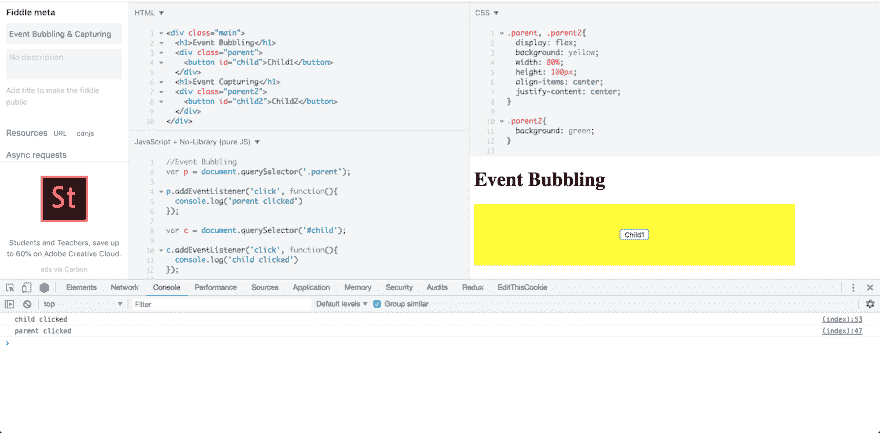 Fiddle meta
Event Bubbling & Capturing
No description
Add title to make the fiddle
public
Resources URL cdnjs
Async requests
St
Students and Teachers, save up
to 60% on Adobe Creative Cloud.
ads via Carbon
HTML ▼
1 <div class="main">
2 <h1>Event Bubbling</h1>
3 <div class="parent">
4 <button id="child">Child1</button>
5 </div>
6 <h1>Event Capturing</h1>
7 <div class="parent2">
8 <button id="child2">Child2</button>
9 </div>
10 </div>
JavaScript + No-Library (pure JS) ▼
1 //Event Bubbling
2 var p = document.querySelector('.parent');
3
4 p.addEventListener('click', function(){
5 console.log('parent clicked')
6 });
7
8 var c = document.querySelector('#child');
9
10 c.addEventListener('click', function(){
11 console.log('child clicked')
12 });
CSS ▼
1 .parent, .parent2{
2 display: flex;
3 background: yellow;
4 width: 80%;
5 height: 100px;
6 align-items: center;
7 justify-content: center;
8 }
9
10 .parent2{
11 background: green;
12 }
13
Event Bubbling
Child1
Elements Network Console Performance Sources Application Memory Security Audits Redux EditThisCookie
top ▼ Filter Default levels ▼ Group similar
child clicked (index):53
parent clicked (index):47
>